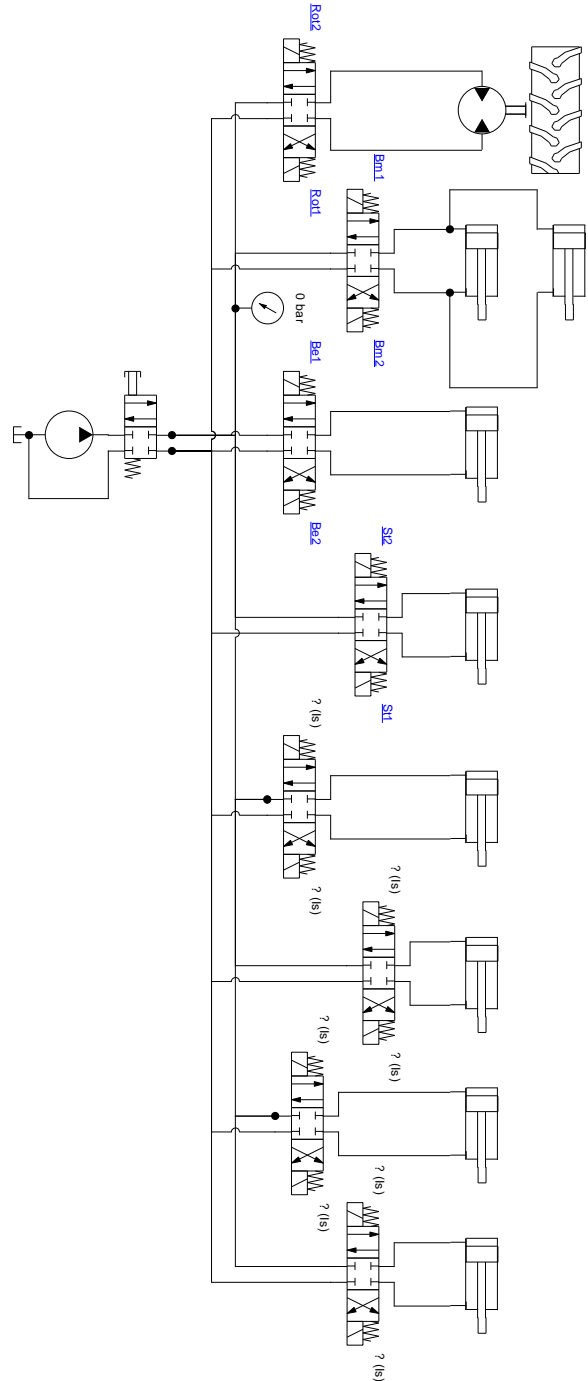 Rot2
Rot1
Bm1
Bm2
0 bar
Be1
Be2
St2
St1
? (ls)
? (ls)
? (ls)
? (ls)
? (ls)
? (ls)
? (ls)
? (ls)